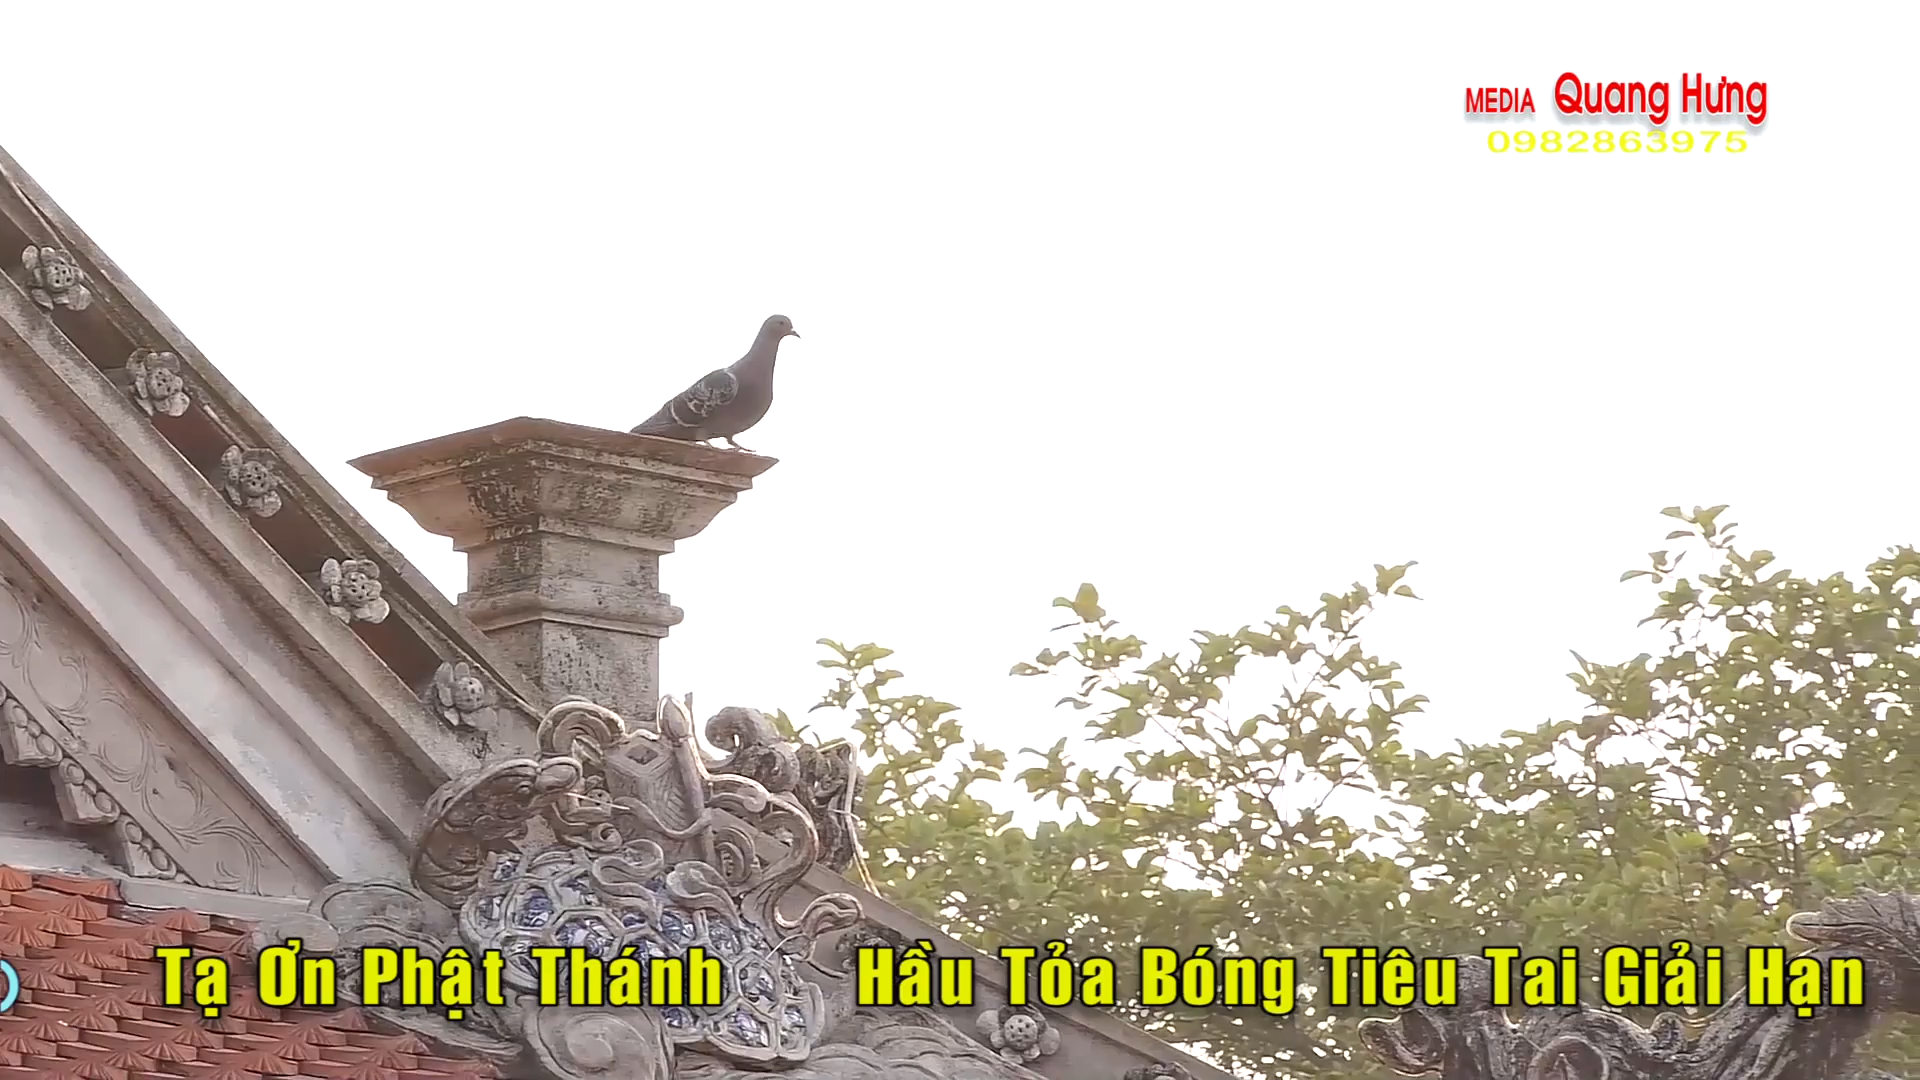 MEDIA Quang Hưng
0982863975
Tạ Ơn Phật Thánh Hầu Tỏa Bóng Tiêu Tai Giải Hạn